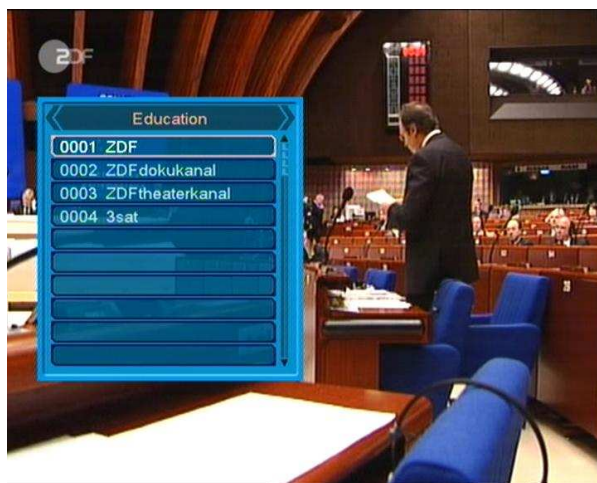 ZDF
Education
0001 ZDF
0002 ZDFdokukanal
0003 ZDFtheaterkanal
0004 3sat